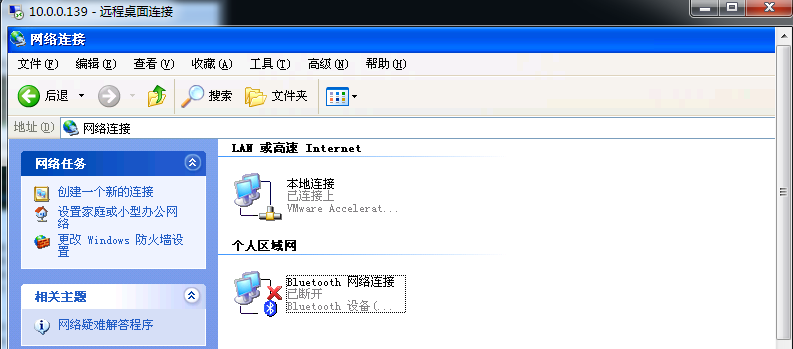 10.0.0.139 - 远程桌面连接
网络连接
文件(F) 编辑(E) 查看(V) 收藏(A) 工具(T) 高级(N) 帮助(H)
后退 搜索 文件夹
地址(D) 网络连接
网络任务
创建一个新的连接
设置家庭或小型办公网
络
更改 Windows 防火墙设
置
相关主题
网络疑难解答程序
LAN 或高速 Internet
本地连接
已连接上
VMware Accelerat...
个人区域网
Bluetooth 网络连接
已断开
Bluetooth 设备(...